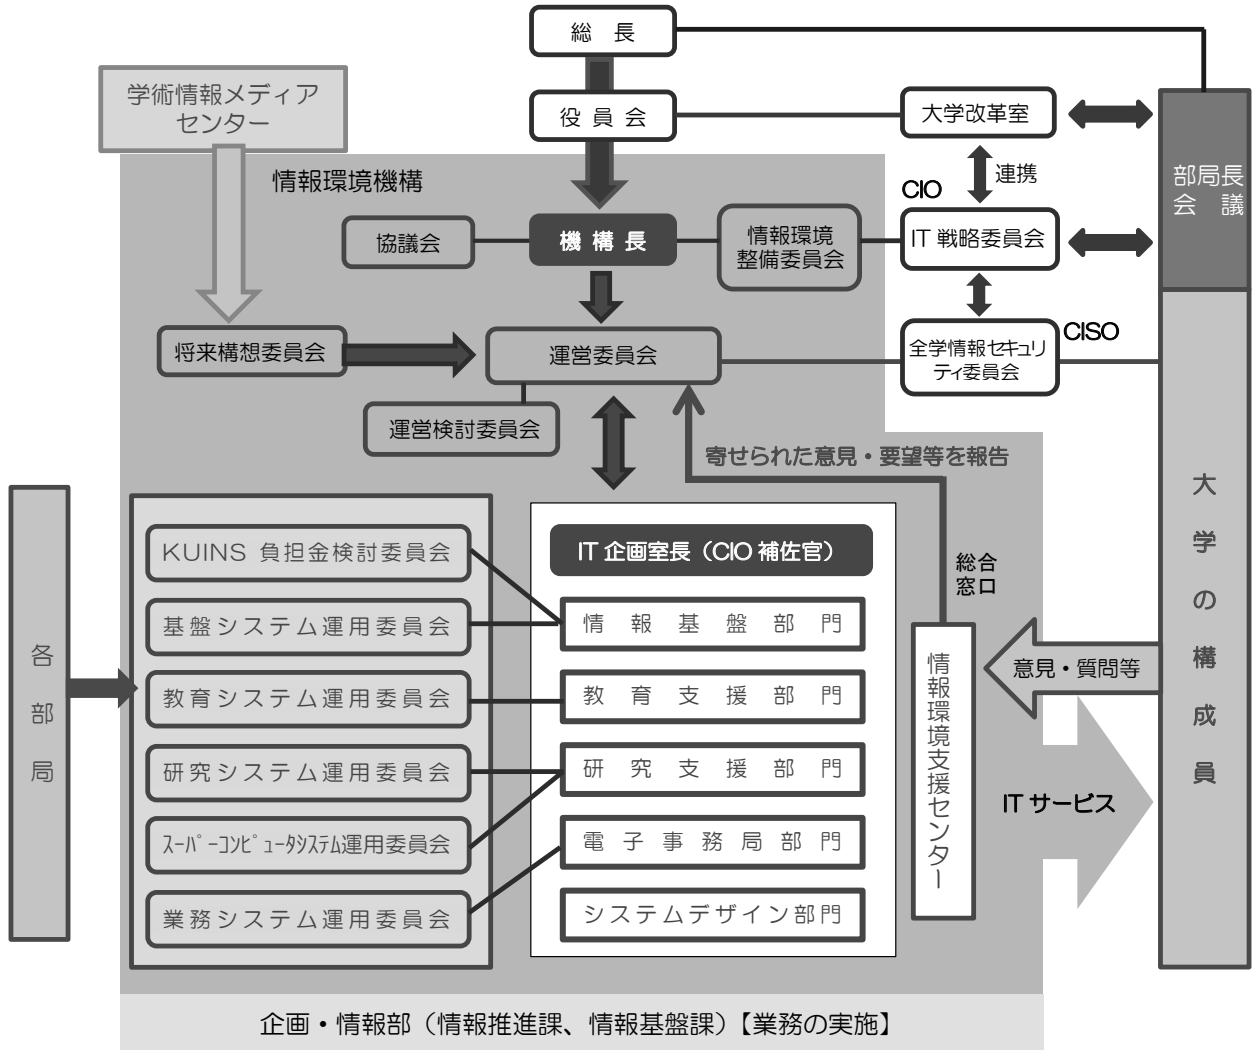 総 長
学術情報メディア
センター
役 員 会
大学改革室
部局長
会 議
連携
情報環境機構
CIO
協議会
機 構 長
情報環境
整備委員会
IT 戦略委員会
将来構想委員会
運営委員会
全学情報セキュリ
ティ委員会
CISO
運営検討委員会
寄せられた意見・要望等を報告
各部局
KUINS 負担金検討委員会
基盤システム運用委員会
教育システム運用委員会
研究システム運用委員会
ｽｰﾊﾟｰｺﾝﾋﾟｭｰﾀｼｽﾃﾑ運用委員会
業務システム運用委員会
IT 企画室長（CIO 補佐官）
情報基盤部門
教育支援部門
研究支援部門
電子事務局部門
システムデザイン部門
総合
窓口
情報環境支援センター
意見・質問等
IT サービス
大学の構成員
企画・情報部（情報推進課、情報基盤課）【業務の実施】